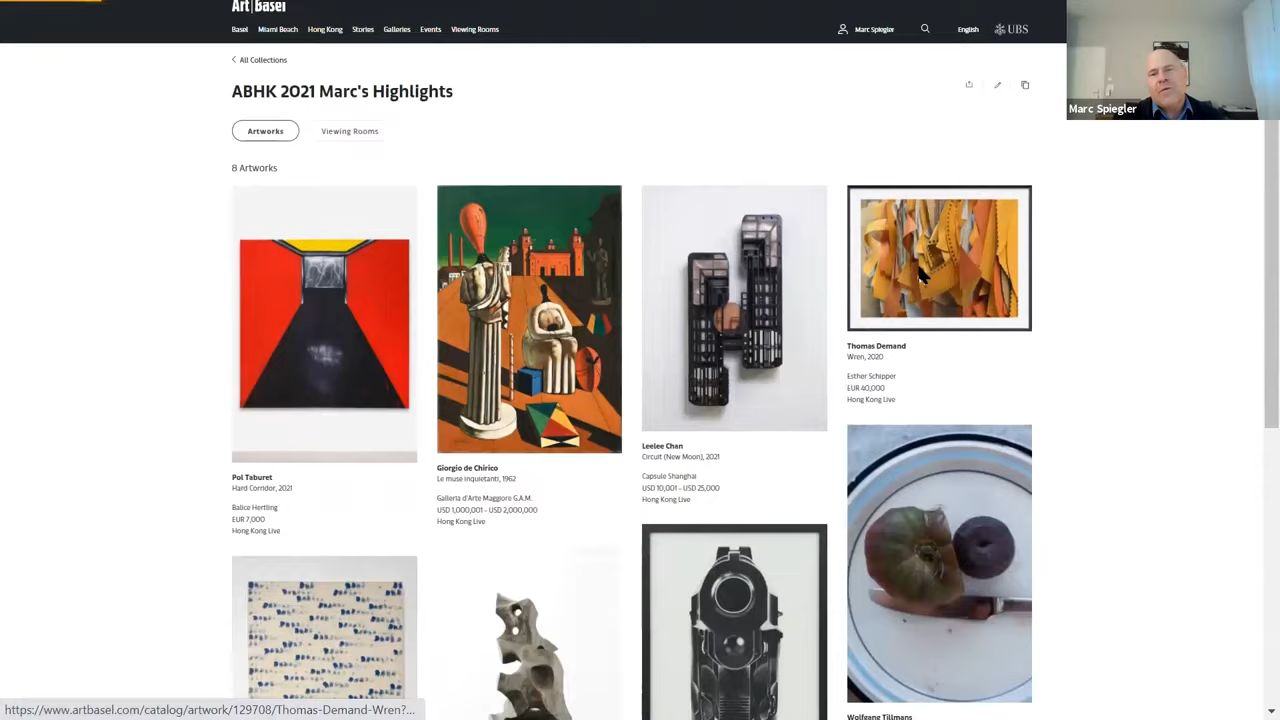 Art|Basel
Basel Miami Beach Hong Kong Stories Galleries Events Viewing Rooms
Marc Spiegler English UBS
Marc Spiegler
All Collections
ABHK 2021 Marc's Highlights
Artworks Viewing Rooms
8 Artworks
Pol Taburet
Hard Corridor, 2021
Balice Hertling
EUR 7,000
Hong Kong Live
Giorgio de Chirico
Le muse inquietanti, 1962
Galleria d'Arte Maggiore G.A.M.
USD 1,000,001 - USD 2,000,000
Hong Kong Live
Leelee Chan
Circuit (New Moon), 2021
Capsule Shanghai
USD 10,001 - USD 25,000
Hong Kong Live
Thomas Demand
Wren, 2020
Esther Schipper
EUR 40,000
Hong Kong Live
Wolfgang Tillmans
https://www.artbasel.com/catalog/artwork/129708/Thomas-Demand-Wren?...